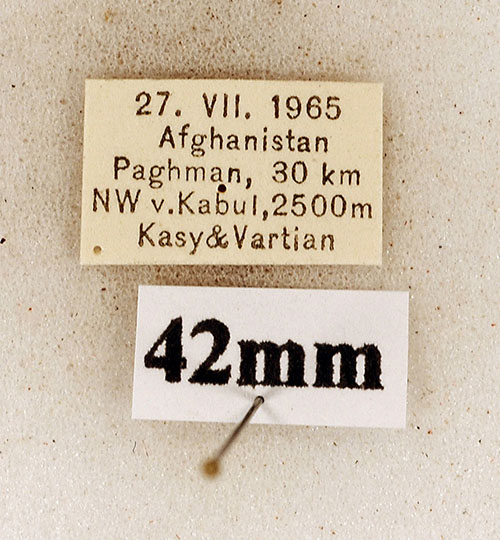 27. VII. 1965
Afghanistan
Paghman, 30 km
NW v.Kabul,2500m
Kasy&Vartian
42mm